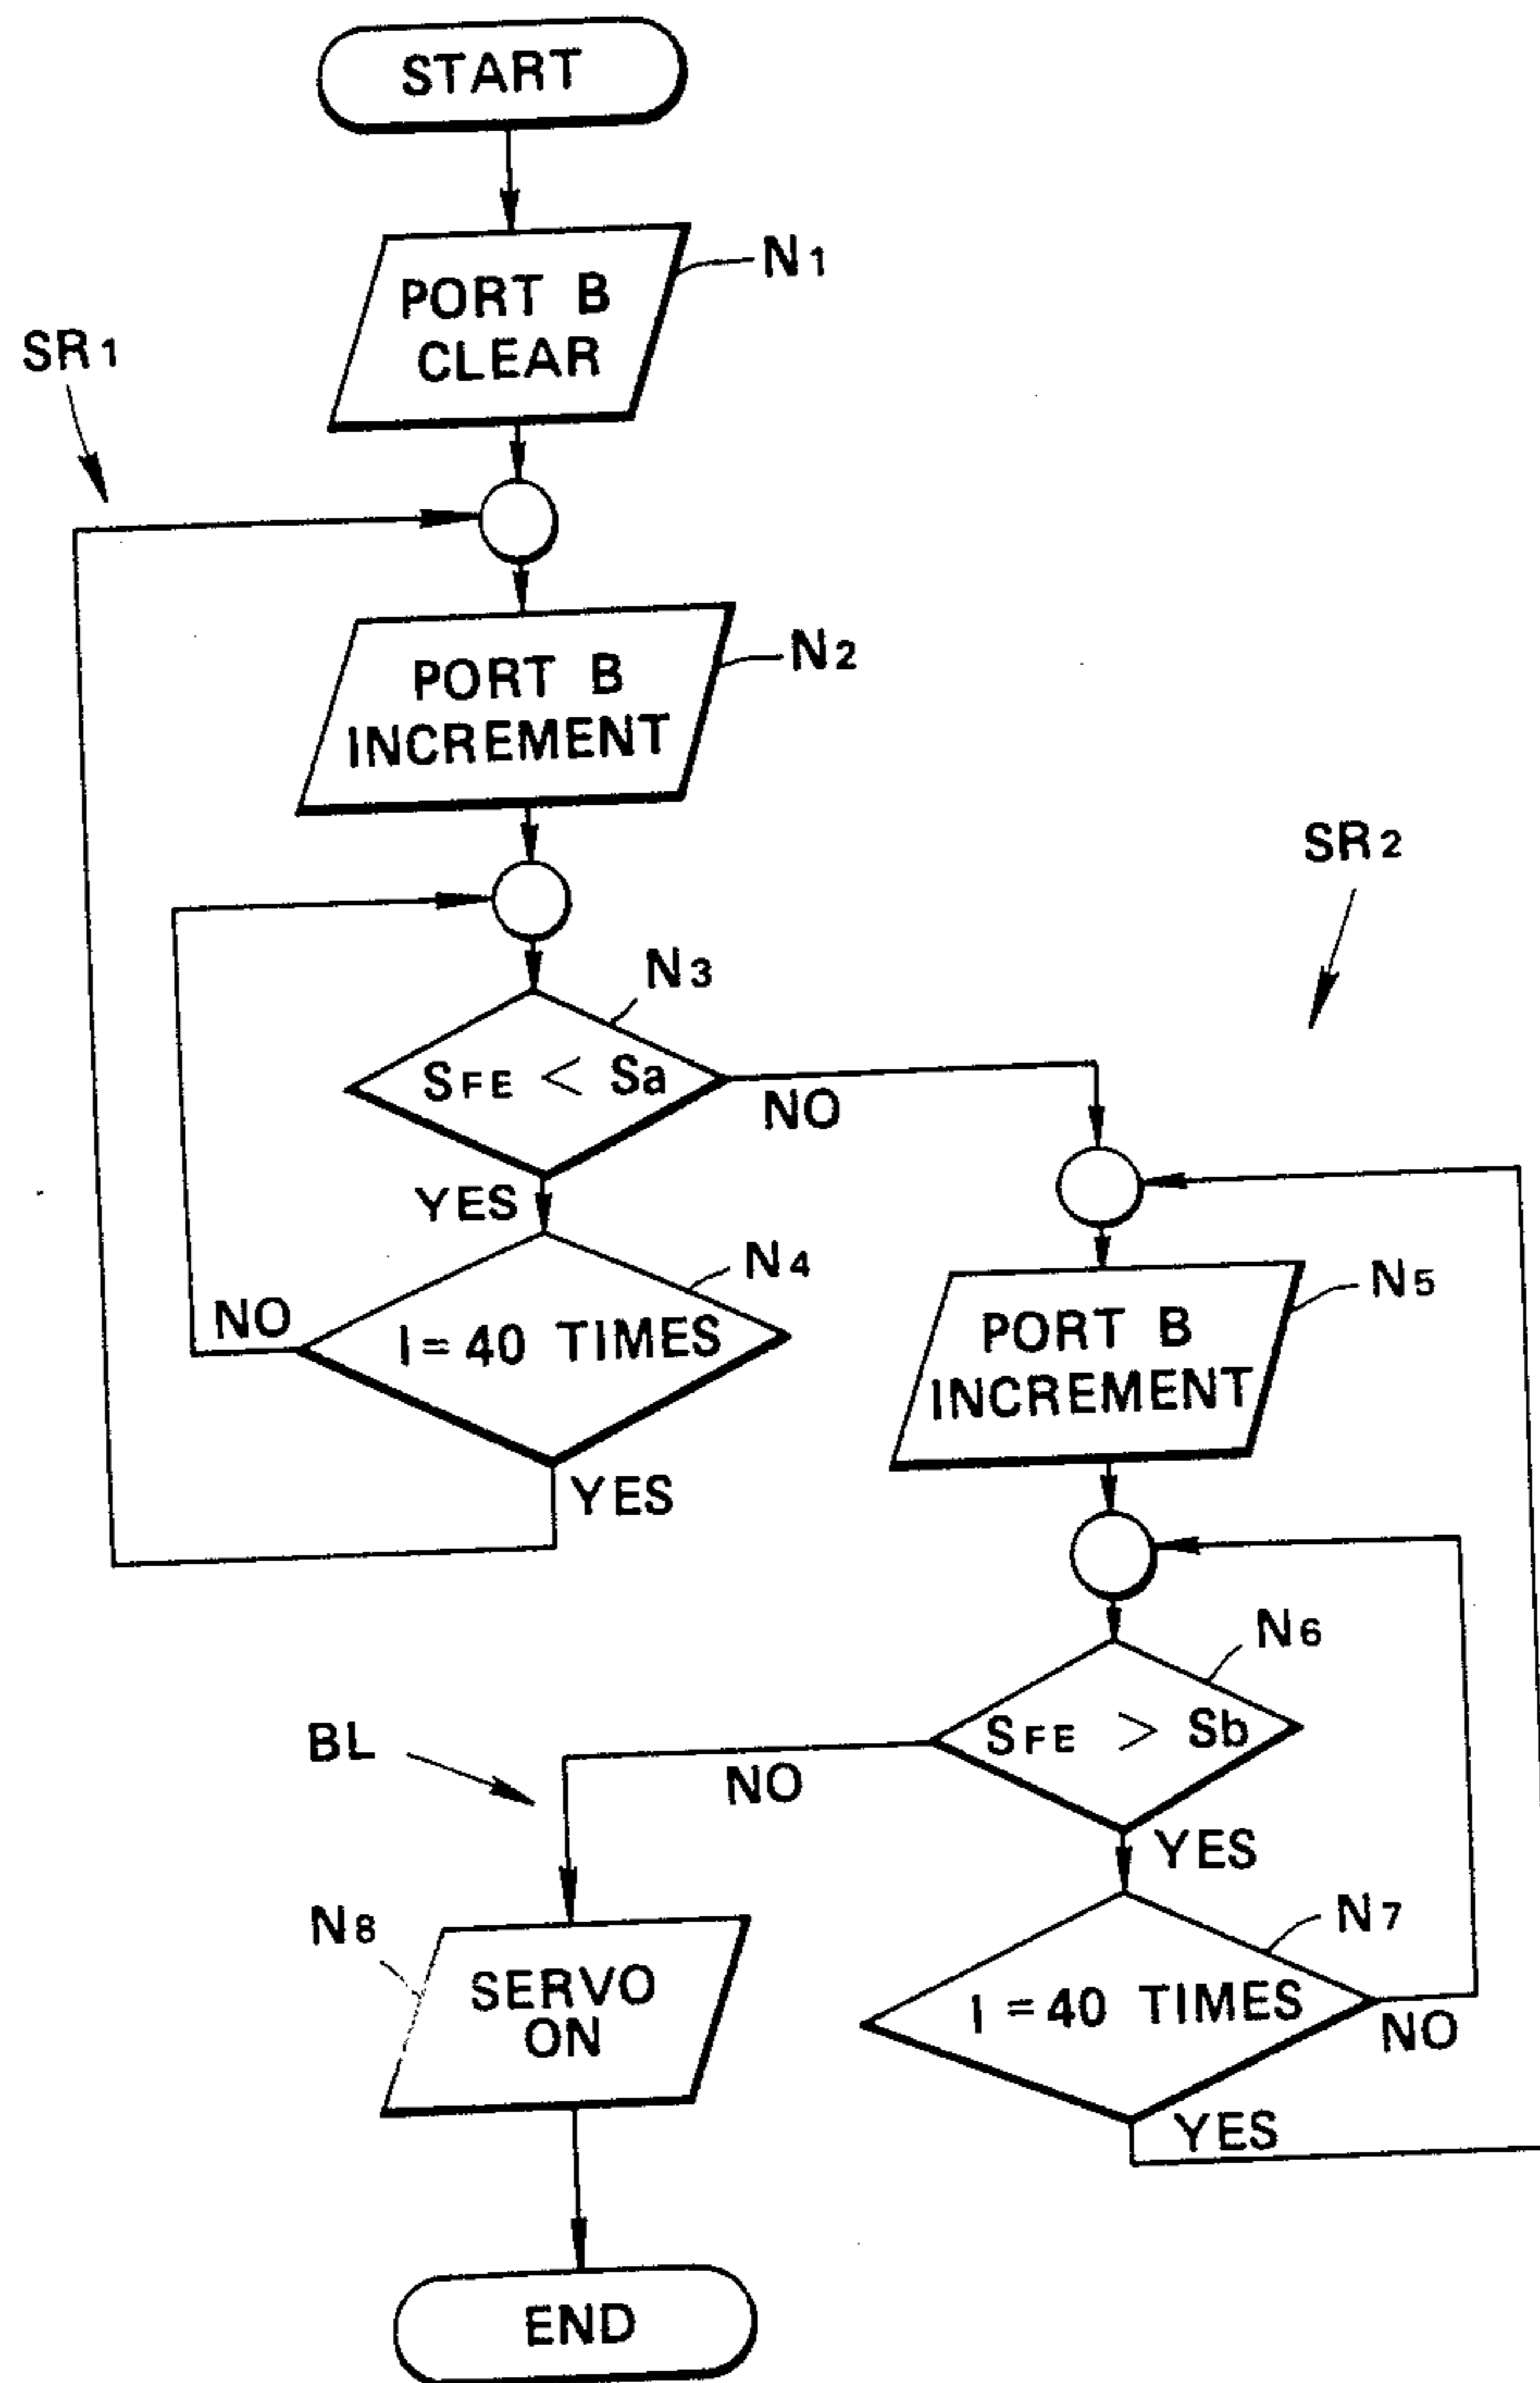 START
PORT B
CLEAR
N1
SR1
PORT B
INCREMENT
N2
SR2
N3
SFE < Sa
NO
YES
N4
I = 40 TIMES
NO
YES
PORT B
INCREMENT
N5
N6
SFE > Sb
NO
YES
BL
N7
I = 40 TIMES
NO
YES
N8
SERVO
ON
END